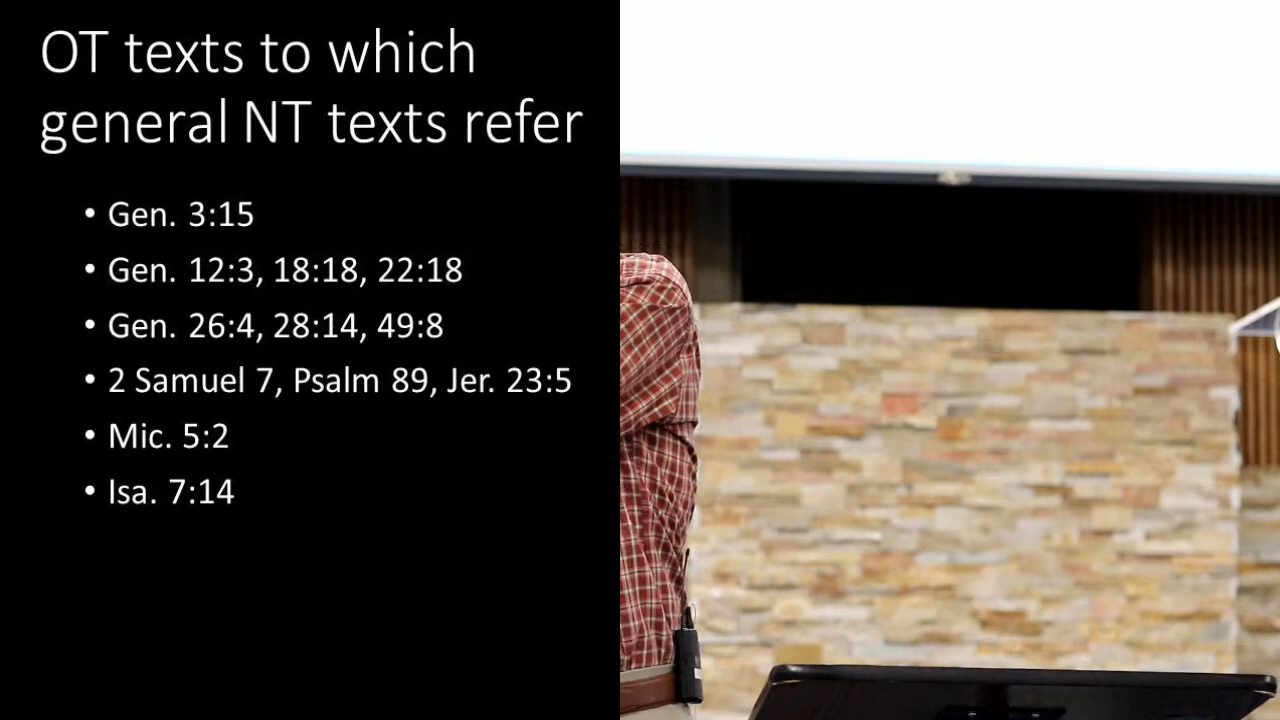 OT texts to which
general NT texts refer
• Gen. 3:15
• Gen. 12:3, 18:18, 22:18
• Gen. 26:4, 28:14, 49:8
• 2 Samuel 7, Psalm 89, Jer. 23:5
• Mic. 5:2
• Isa. 7:14